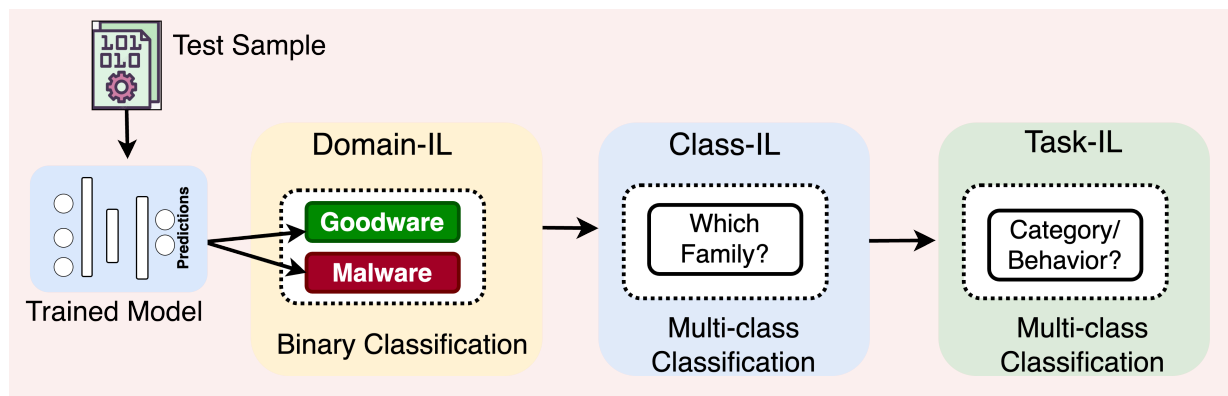 101
010
Test Sample
Predictions
Trained Model
Domain-IL
Goodware
Malware
Binary Classification
Class-IL
Which
Family?
Multi-class
Classification
Task-IL
Category/
Behavior?
Multi-class
Classification